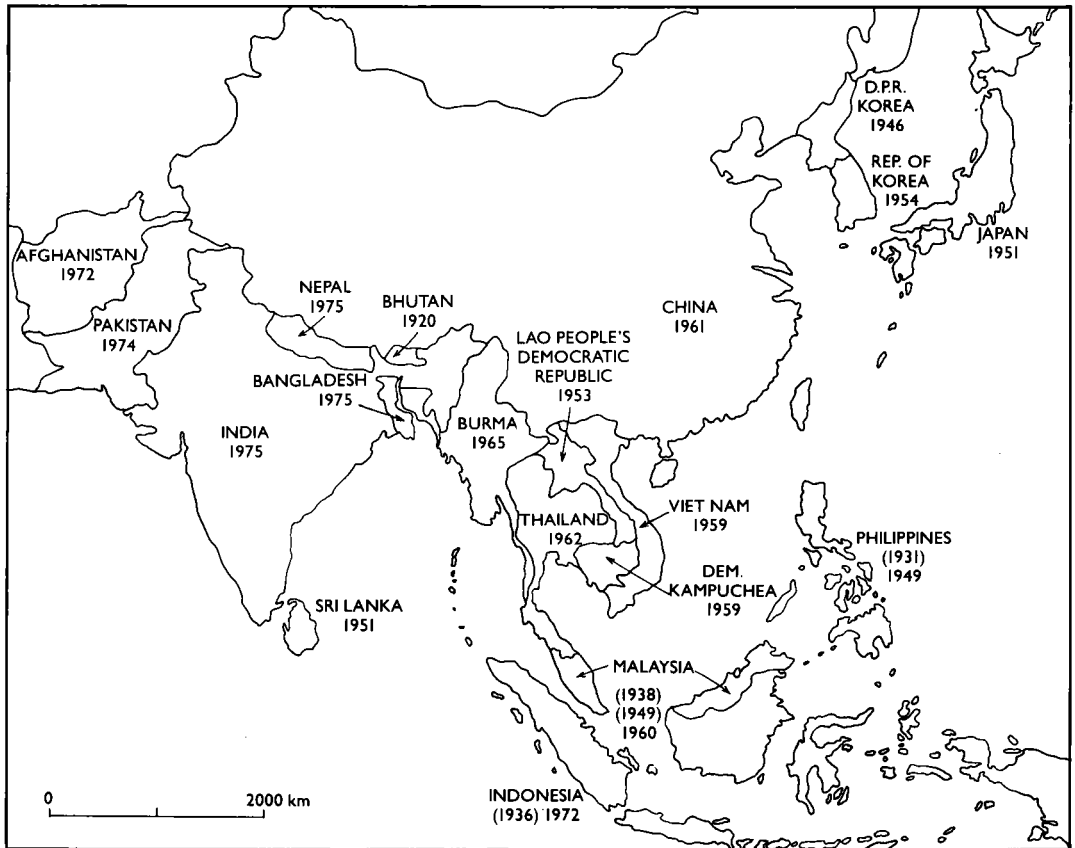 D.P.R.
KOREA
1946
REP. OF
KOREA
1954
JAPAN
1951
AFGHANISTAN
1972
PAKISTAN
1974
NEPAL
1975
BHUTAN
1920
CHINA
1961
LAO PEOPLE'S
DEMOCRATIC
REPUBLIC
1953
BANGLADESH
1975
INDIA
1975
BURMA
1965
VIET NAM
1959
THAILAND
1962
DEM.
KAMPUCHEA
1959
PHILIPPINES
(1931)
1949
SRI LANKA
1951
MALAYSIA
(1938)
(1949)
1960
INDONESIA
(1936) 1972
0 2000 km